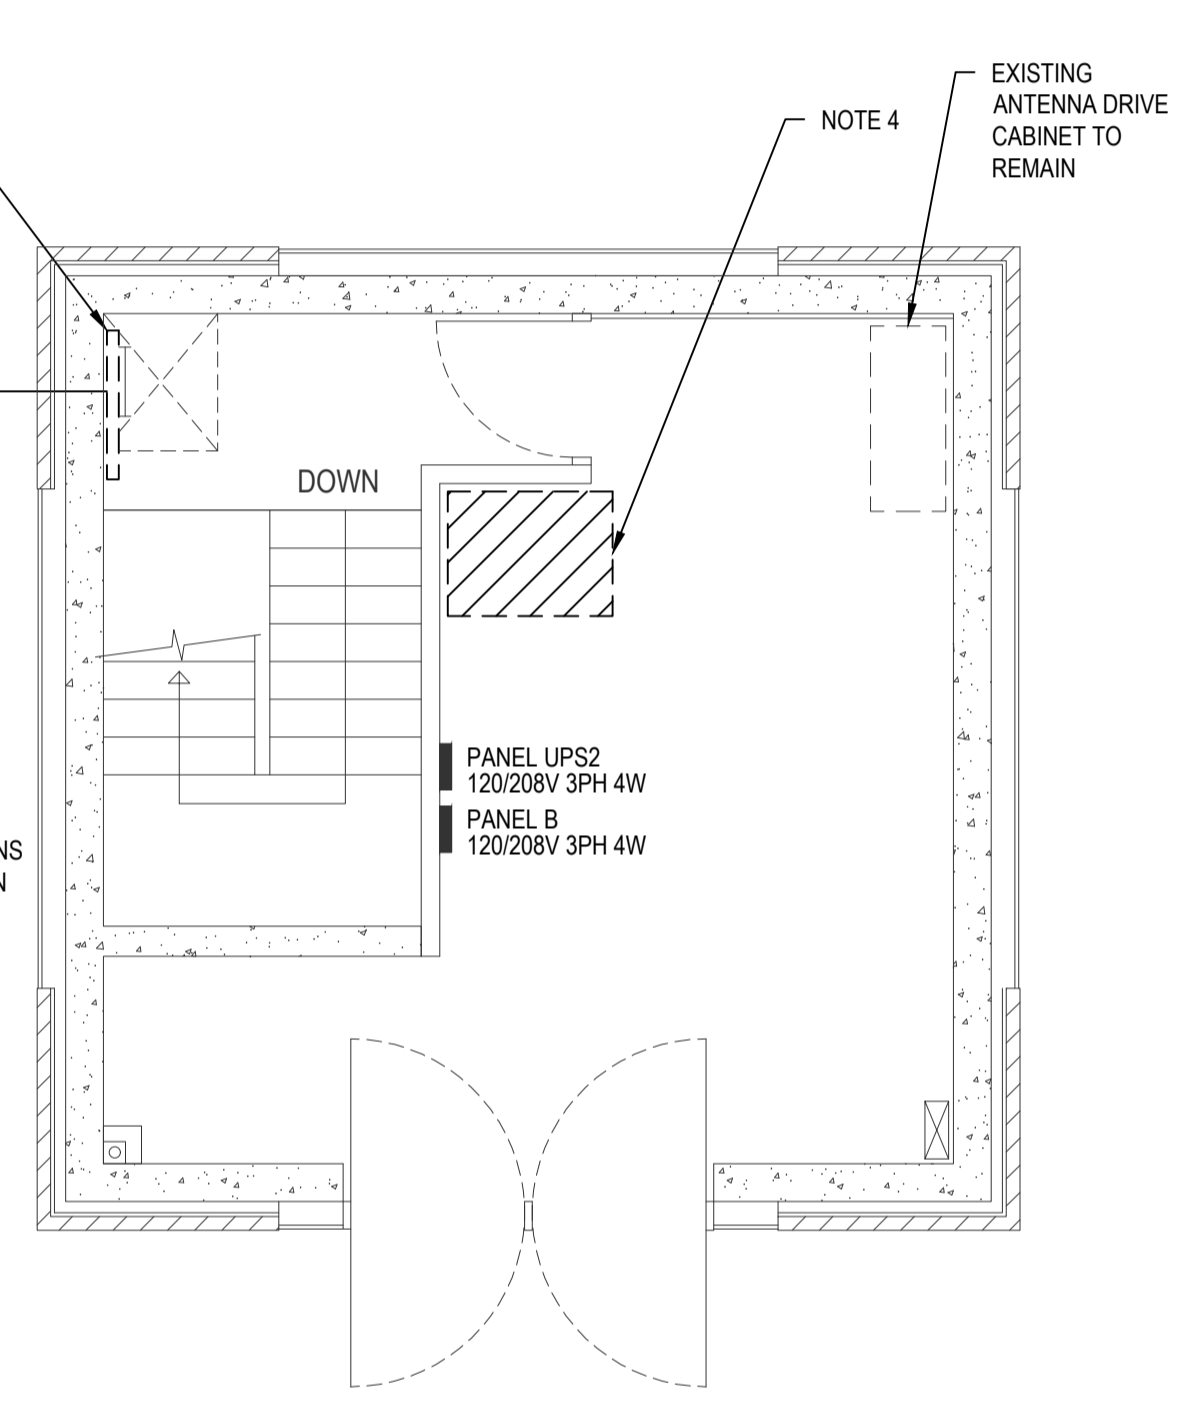 EXISTING
ANTENNA DRIVE
CABINET TO
REMAIN
NOTE 4
DOWN
PANEL UPS2
120/208V 3PH 4W
PANEL B
120/208V 3PH 4W